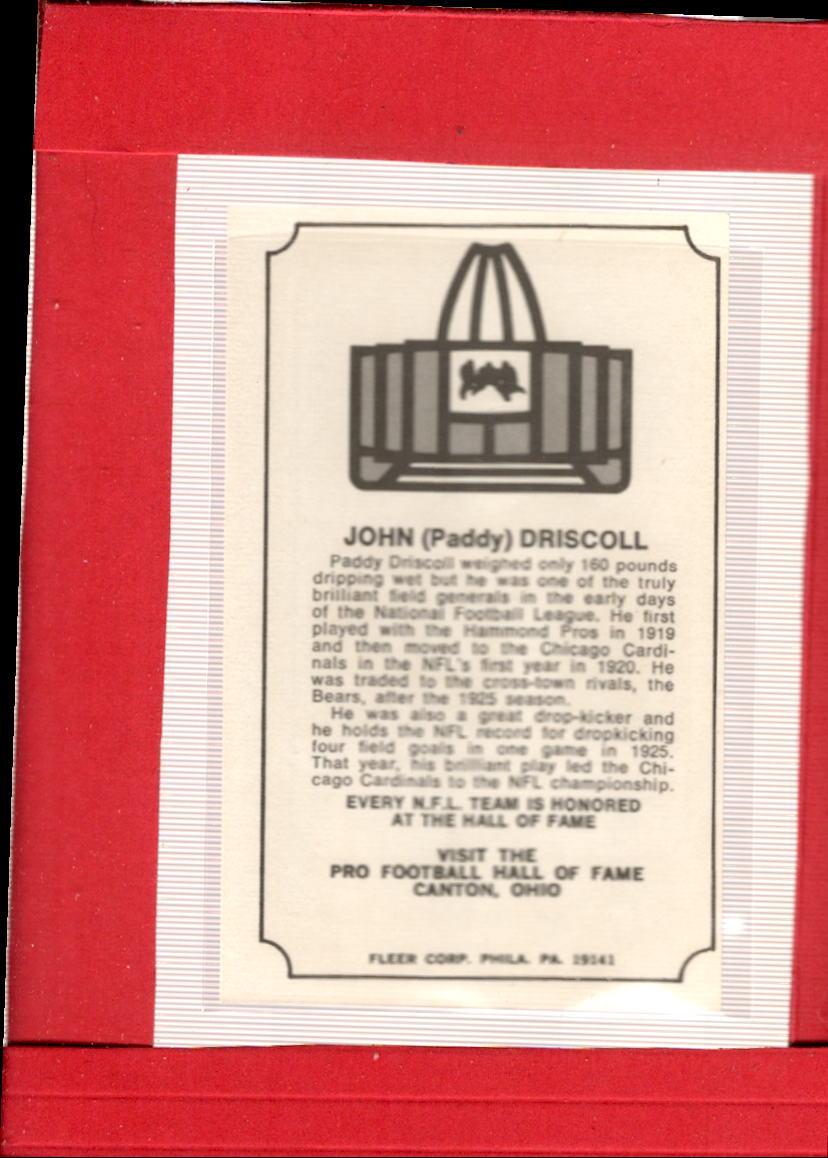 JOHN (Paddy) DRISCOLL
Paddy Driscoll weighed only 160 pounds
dripping wet but he was one of the truly
brilliant field generals in the early days
of the National Football League. He first
played with the Hammond Pros in 1919
and then moved to the Chicago Cardi-
nals in the NFL's first year in 1920. He
was traded to the cross-town rivals, the
Bears, after the 1925 season.
He was also a great drop-kicker and
he holds the NFL record for dropkicking
four field goals in one game in 1925.
That year, his brilliant play led the Chi-
cago Cardinals to the NFL championship.
EVERY N.F.L. TEAM IS HONORED
AT THE HALL OF FAME
VISIT THE
PRO FOOTBALL HALL OF FAME
CANTON, OHIO
FLEER CORP. PHILA. PA. 19141